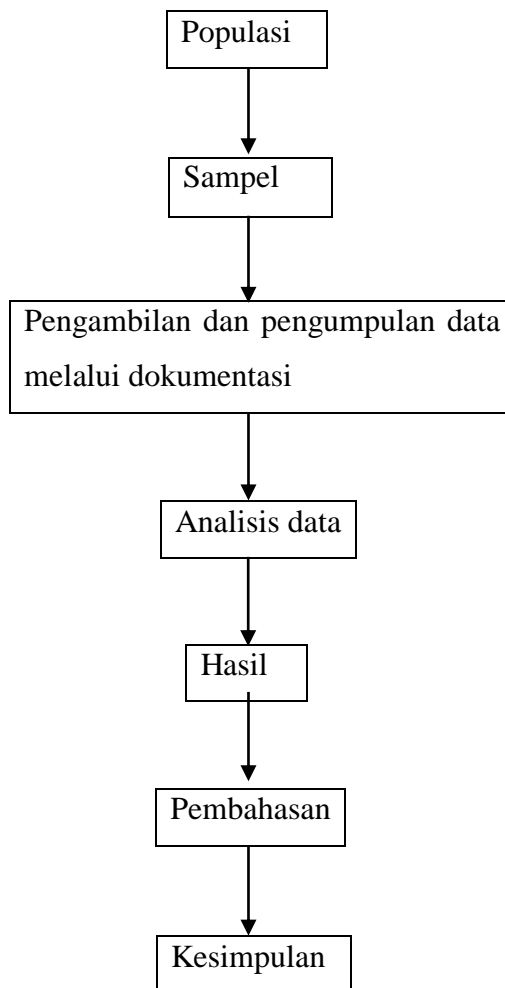 Populasi
Sampel
Pengambilan dan pengumpulan data
melalui dokumentasi
Analisis data
Hasil
Pembahasan
Kesimpulan